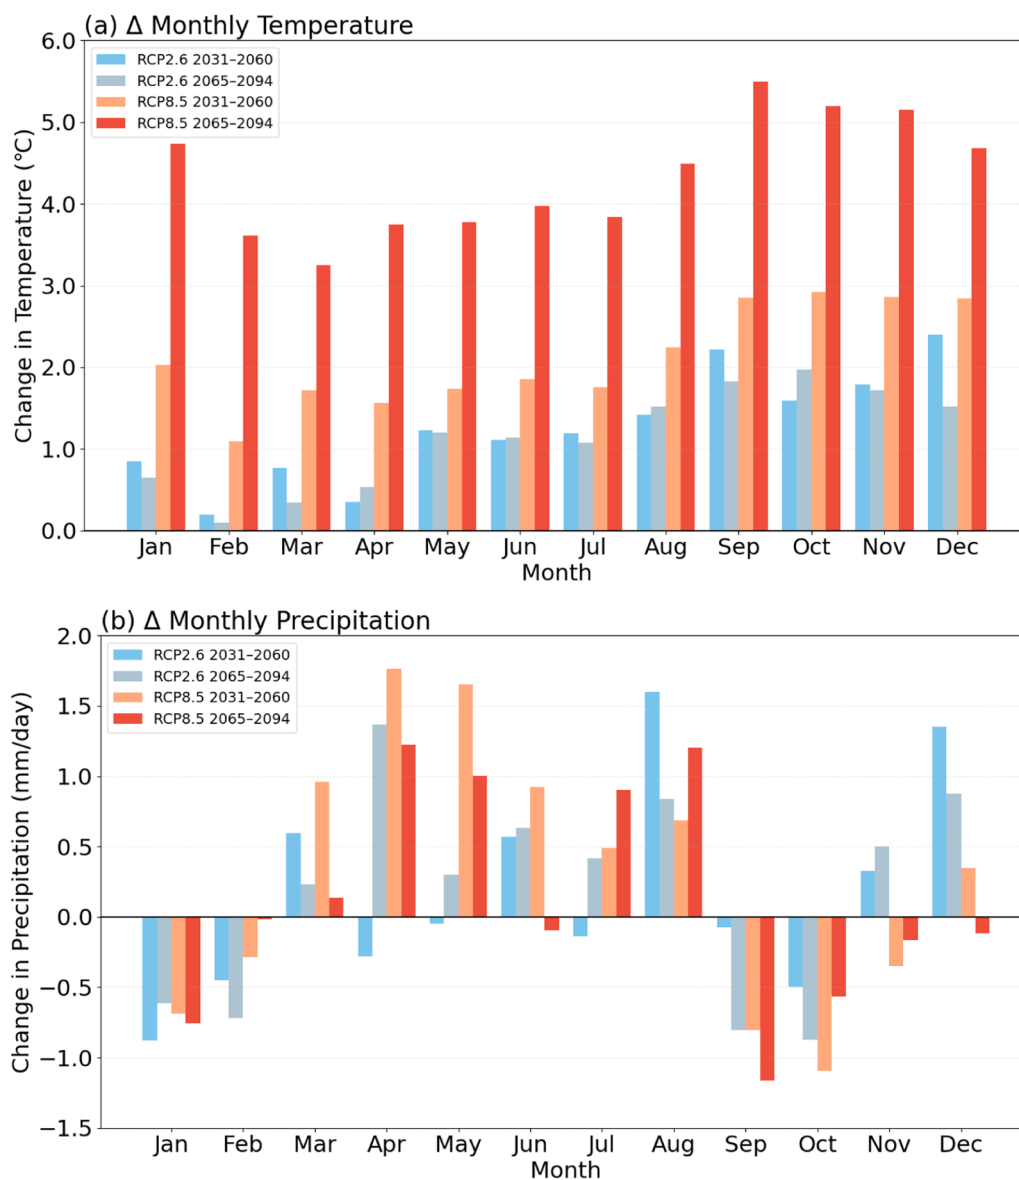 (a) Δ Monthly Temperature
6.0
5.0
4.0
3.0
2.0
1.0
0.0
Change in Temperature (°C)
RCP2.6 2031–2060
RCP2.6 2065–2094
RCP8.5 2031–2060
RCP8.5 2065–2094
Jan Feb Mar Apr May Jun Jul Aug Sep Oct Nov Dec
Month
(b) Δ Monthly Precipitation
2.0
1.5
1.0
0.5
0.0
−0.5
−1.0
−1.5
Change in Precipitation (mm/day)
RCP2.6 2031–2060
RCP2.6 2065–2094
RCP8.5 2031–2060
RCP8.5 2065–2094
Jan Feb Mar Apr May Jun Jul Aug Sep Oct Nov Dec
Month